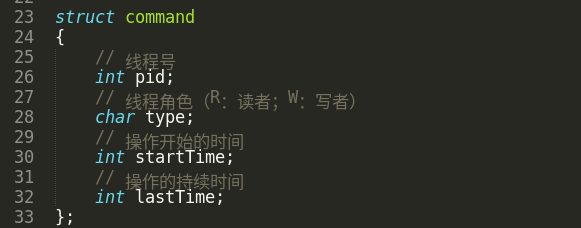 23 struct command
24 {
25 // 线程号
26 int pid;
27 // 线程角色（R：读者；W：写者）
28 char type;
29 // 操作开始的时间
30 int startTime;
31 // 操作的持续时间
32 int lastTime;
33 };